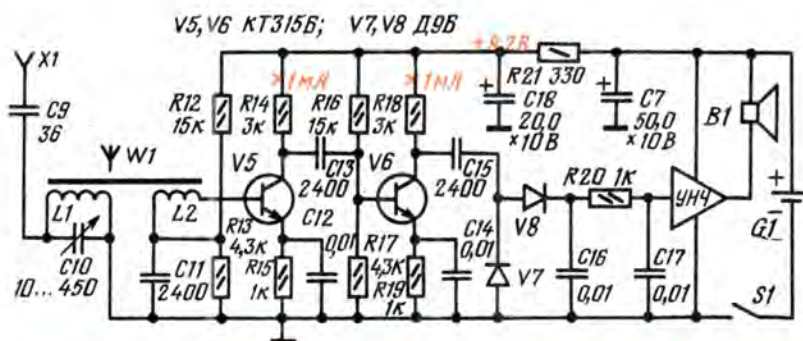 V5, V6 КТ315Б; V7, V8 Д9Б
+8,2В
X1
1мА
1мА
R21 330
C9
36
R12
15к
R14
3к
R16
15к
R18
3к
C18
20,0
×10В
C7
50,0
×10В
B1
W1
V5
C13
2400
V6
C15
2400
R20 1к
УНЧ
G1
L1
L2
R13
4,3к
C12
0,01
C14
0,01
V8
C10
10...450
C11
2400
R15
1к
R17
4,3к
R19
1к
V7
C16
0,01
C17
0,01
S1